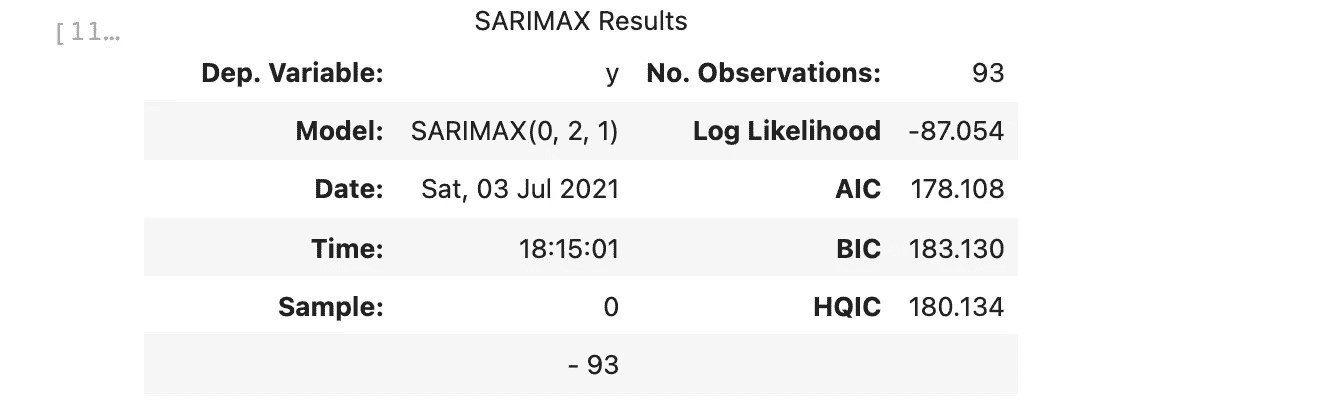 [11…
SARIMAX Results
Dep. Variable: y No. Observations: 93
Model: SARIMAX(0, 2, 1) Log Likelihood -87.054
Date: Sat, 03 Jul 2021 AIC 178.108
Time: 18:15:01 BIC 183.130
Sample: 0 HQIC 180.134
- 93